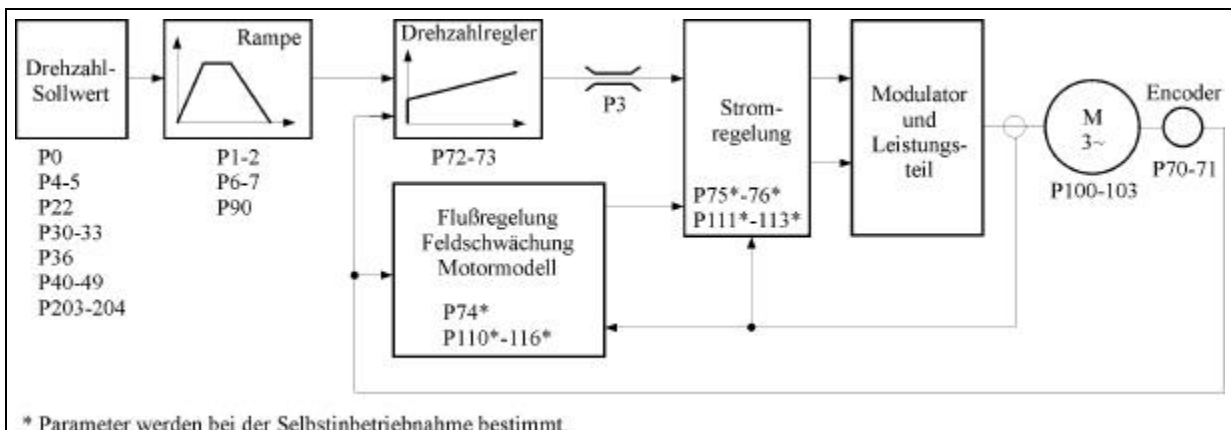 Drehzahl-
Sollwert
P0
P4-5
P22
P30-33
P36
P40-49
P203-204
Rampe
P1-2
P6-7
P90
Drehzahlregler
P72-73
P3
Flußregelung
Feldschwächung
Motormodell
P74*
P110*-116*
Strom-
regelung
P75*-76*
P111*-113*
Modulator
und
Leistungs-
teil
M
3~
P100-103
Encoder
P70-71
* Parameter werden bei der Selbstinbetriebnahme bestimmt.